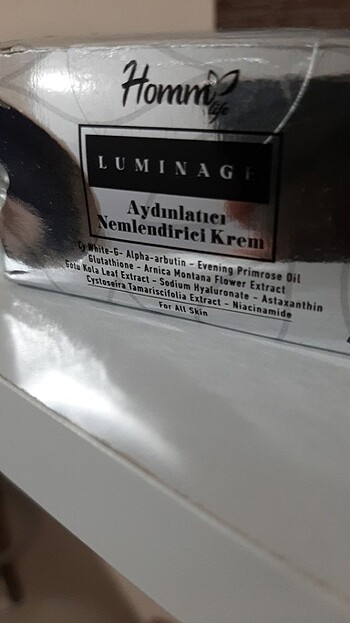 Homm
life
LUMINAGE
Aydınlatıcı
Nemlendirici Krem
Cy White-G- Alpha-arbutin - Evening Primrose Oil
Glutathione - Arnica Montana Flower Extract
Gotu Kola Leaf Extract - Sodium Hyaluronate - Astaxanthin
Cystoseira Tamariscifolia Extract - Niacinamide
For All Skin